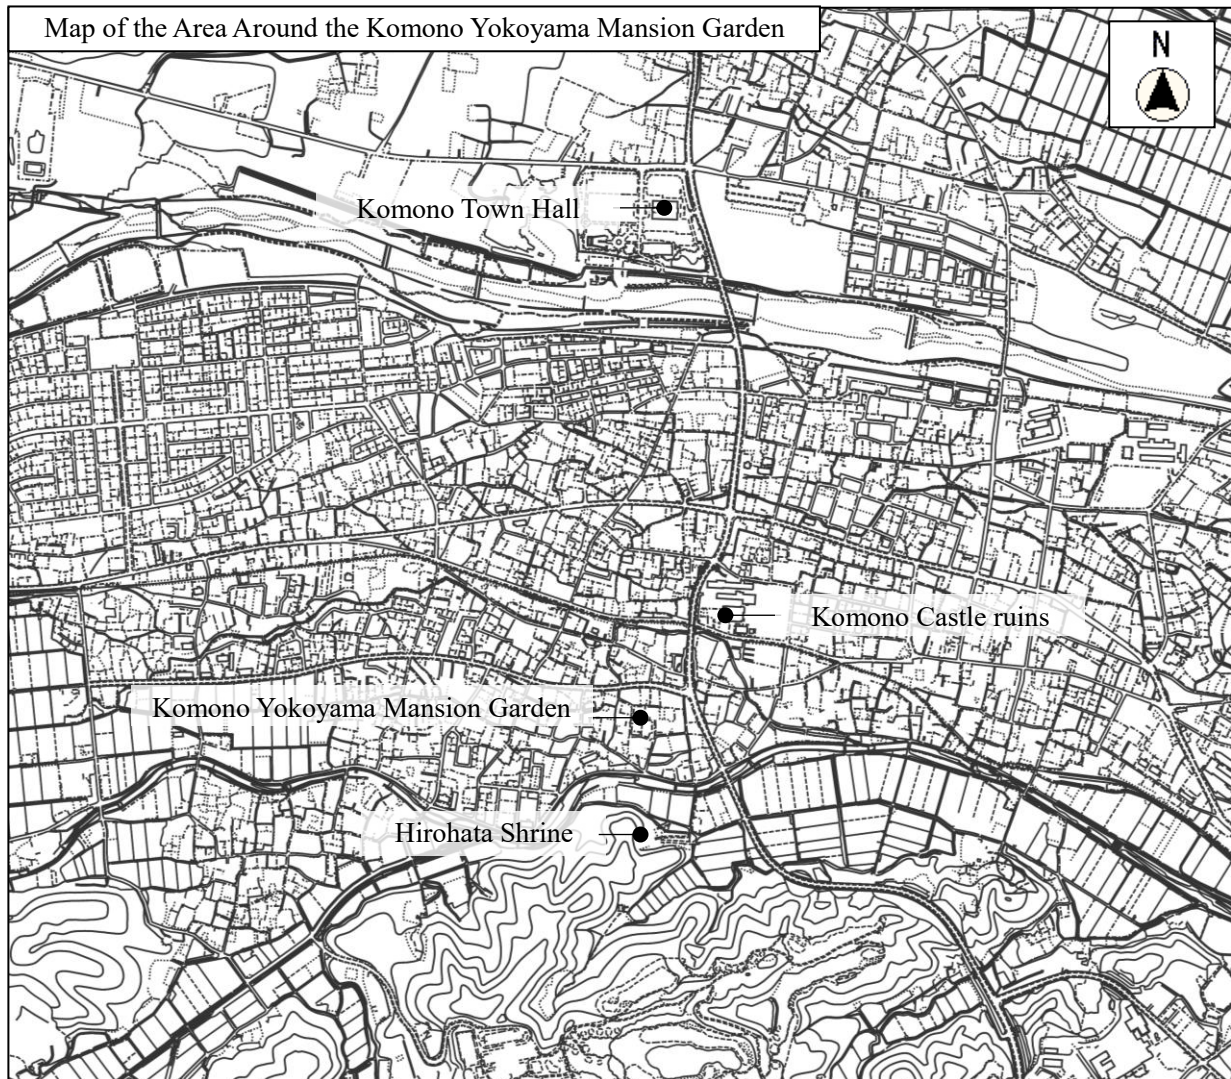 Map of the Area Around the Komono Yokoyama Mansion Garden
N
Komono Town Hall
Komono Castle ruins
Komono Yokoyama Mansion Garden
Hirohata Shrine